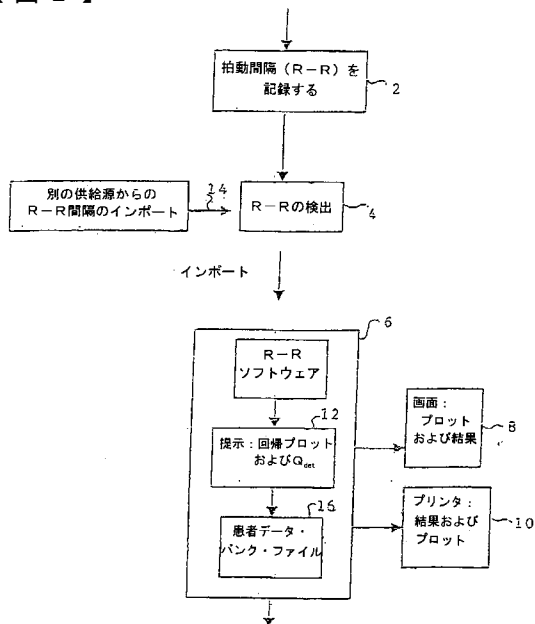 拍動間隔（R－R）を
記録する
2
別の供給源からの
R－R間隔のインポート
14
R－Rの検出
4
インポート
6
R－R
ソフトウェア
12
提示：回帰プロット
およびQdet
16
患者データ・
バンク・ファイル
画面：
プロット
および結果
8
プリンタ：
結果および
プロット
10